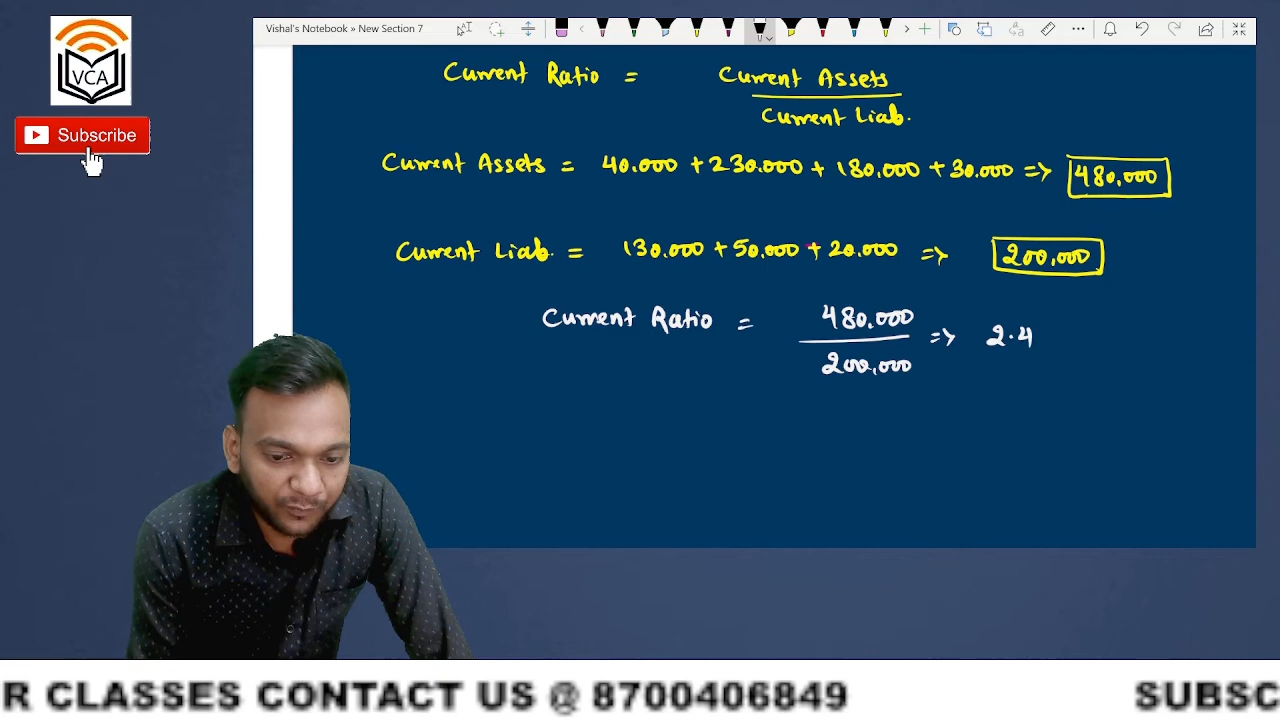 Vishal's Notebook » New Section 7
VCA
Subscribe
Current Ratio = Current Assets
Current Liab.
Current Assets = 40.000 + 230.000 + 180.000 + 30.000 => 480,000
Current Liab. = 130.000 + 50.000 + 20.000 => 200,000
Current Ratio = 480.000 => 2.4
200,000
R CLASSES CONTACT US @ 8700406849 SUBSC